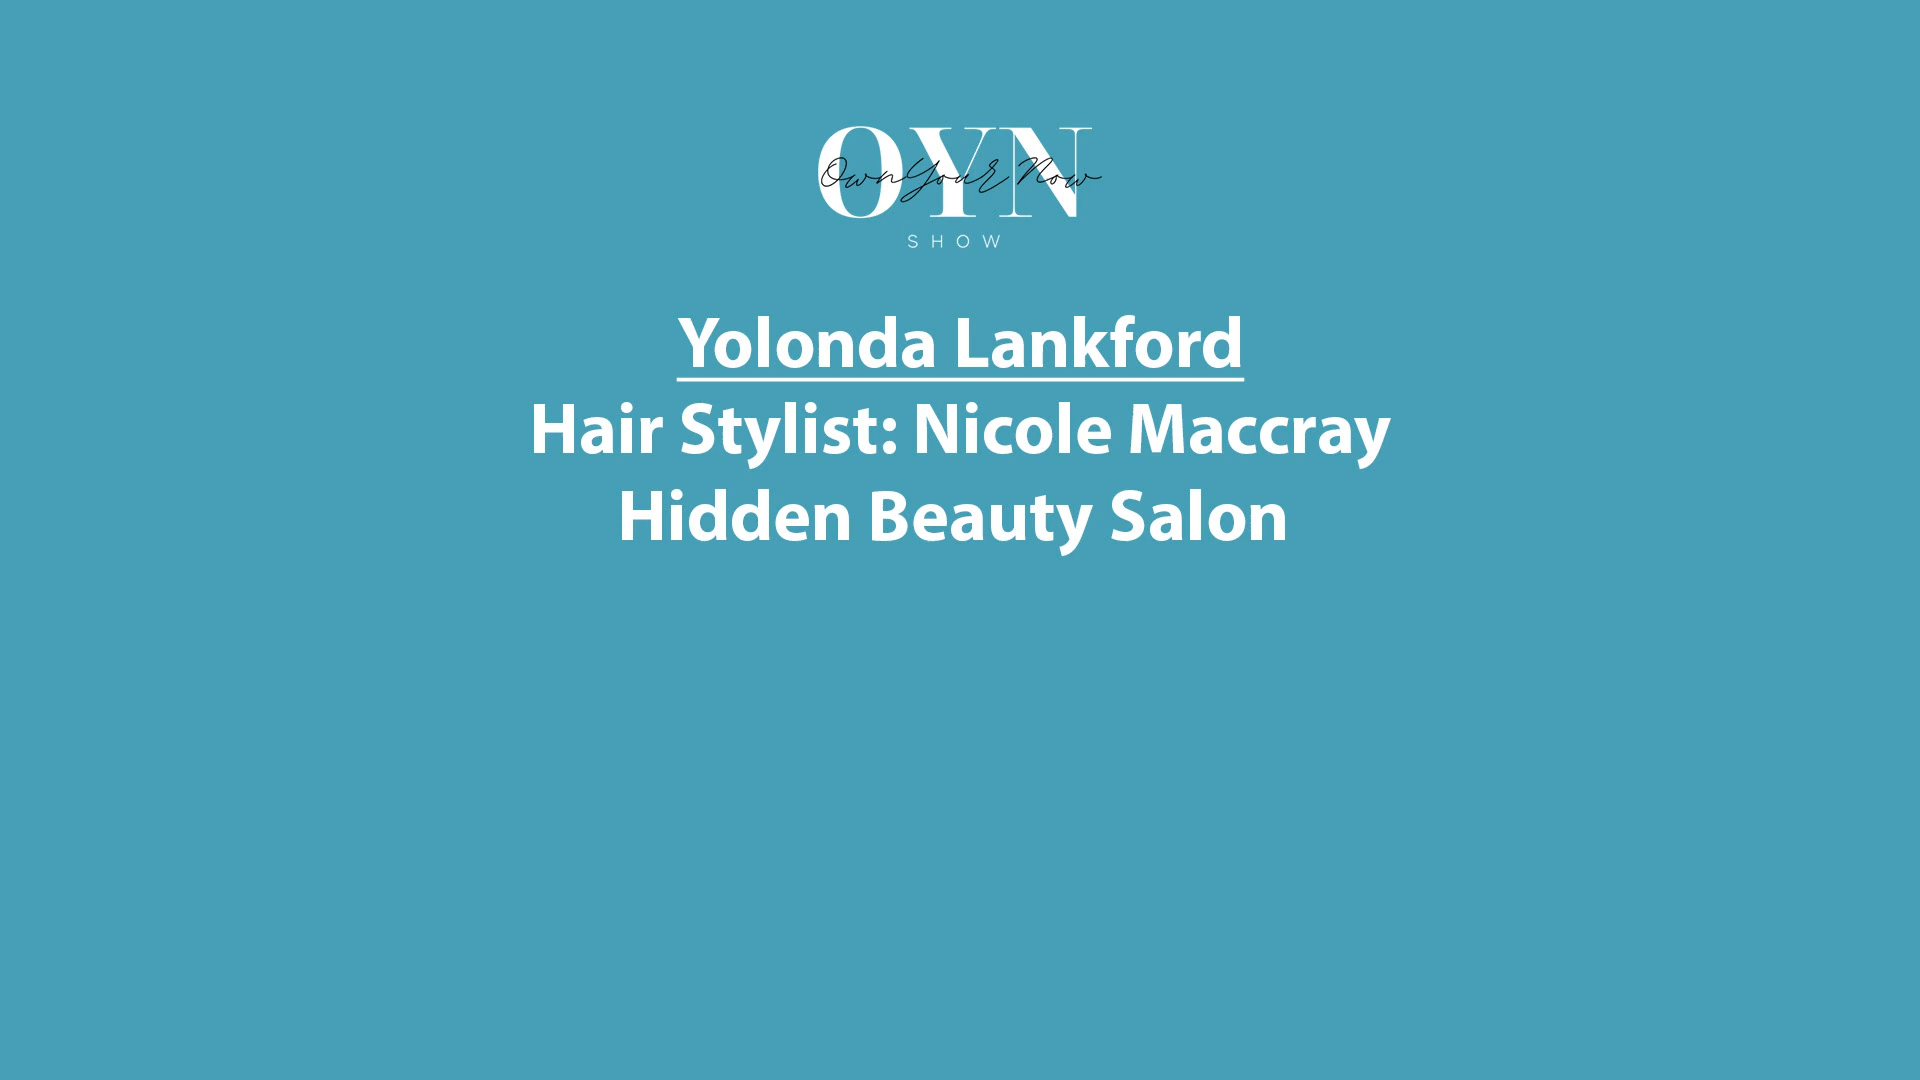 OYN
Own Your Now
SHOW
Yolonda Lankford
Hair Stylist: Nicole Maccray
Hidden Beauty Salon